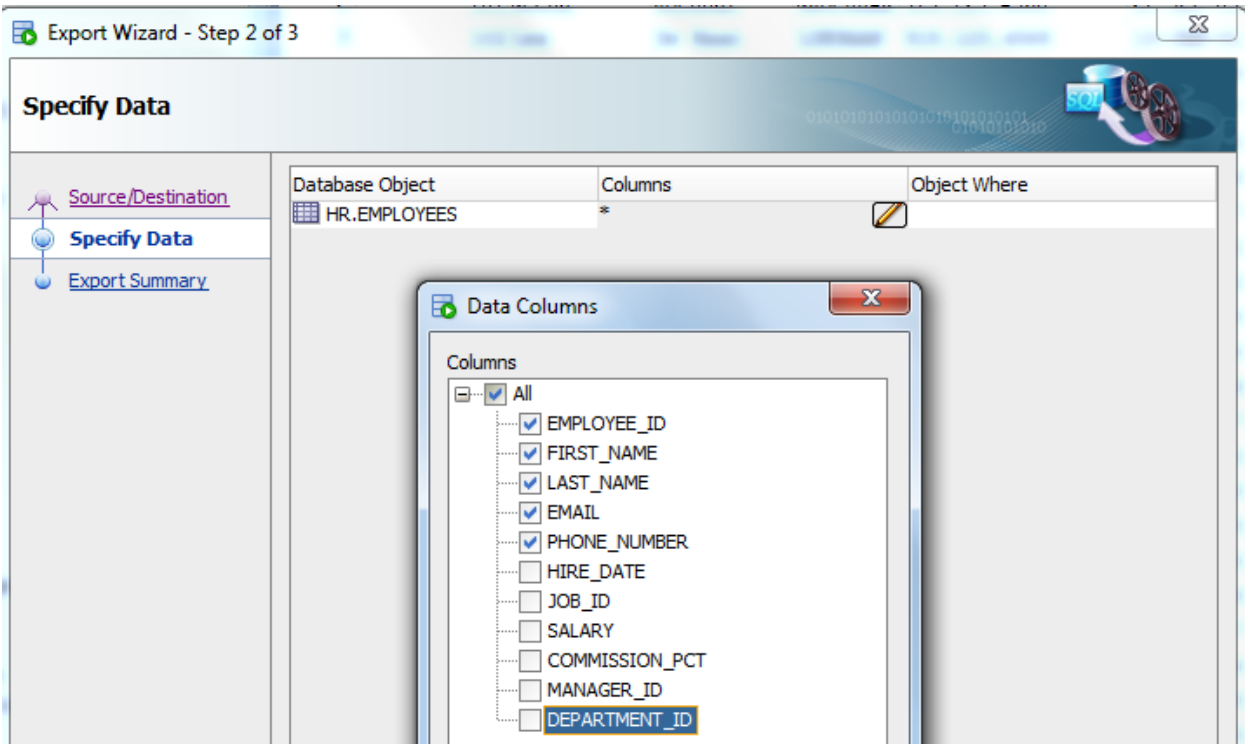 Export Wizard - Step 2 of 3
Specify Data
SQL
Source/Destination
Specify Data
Export Summary
Database Object Columns Object Where
HR.EMPLOYEES *
Data Columns
Columns
All
EMPLOYEE_ID
FIRST_NAME
LAST_NAME
EMAIL
PHONE_NUMBER
HIRE_DATE
JOB_ID
SALARY
COMMISSION_PCT
MANAGER_ID
DEPARTMENT_ID